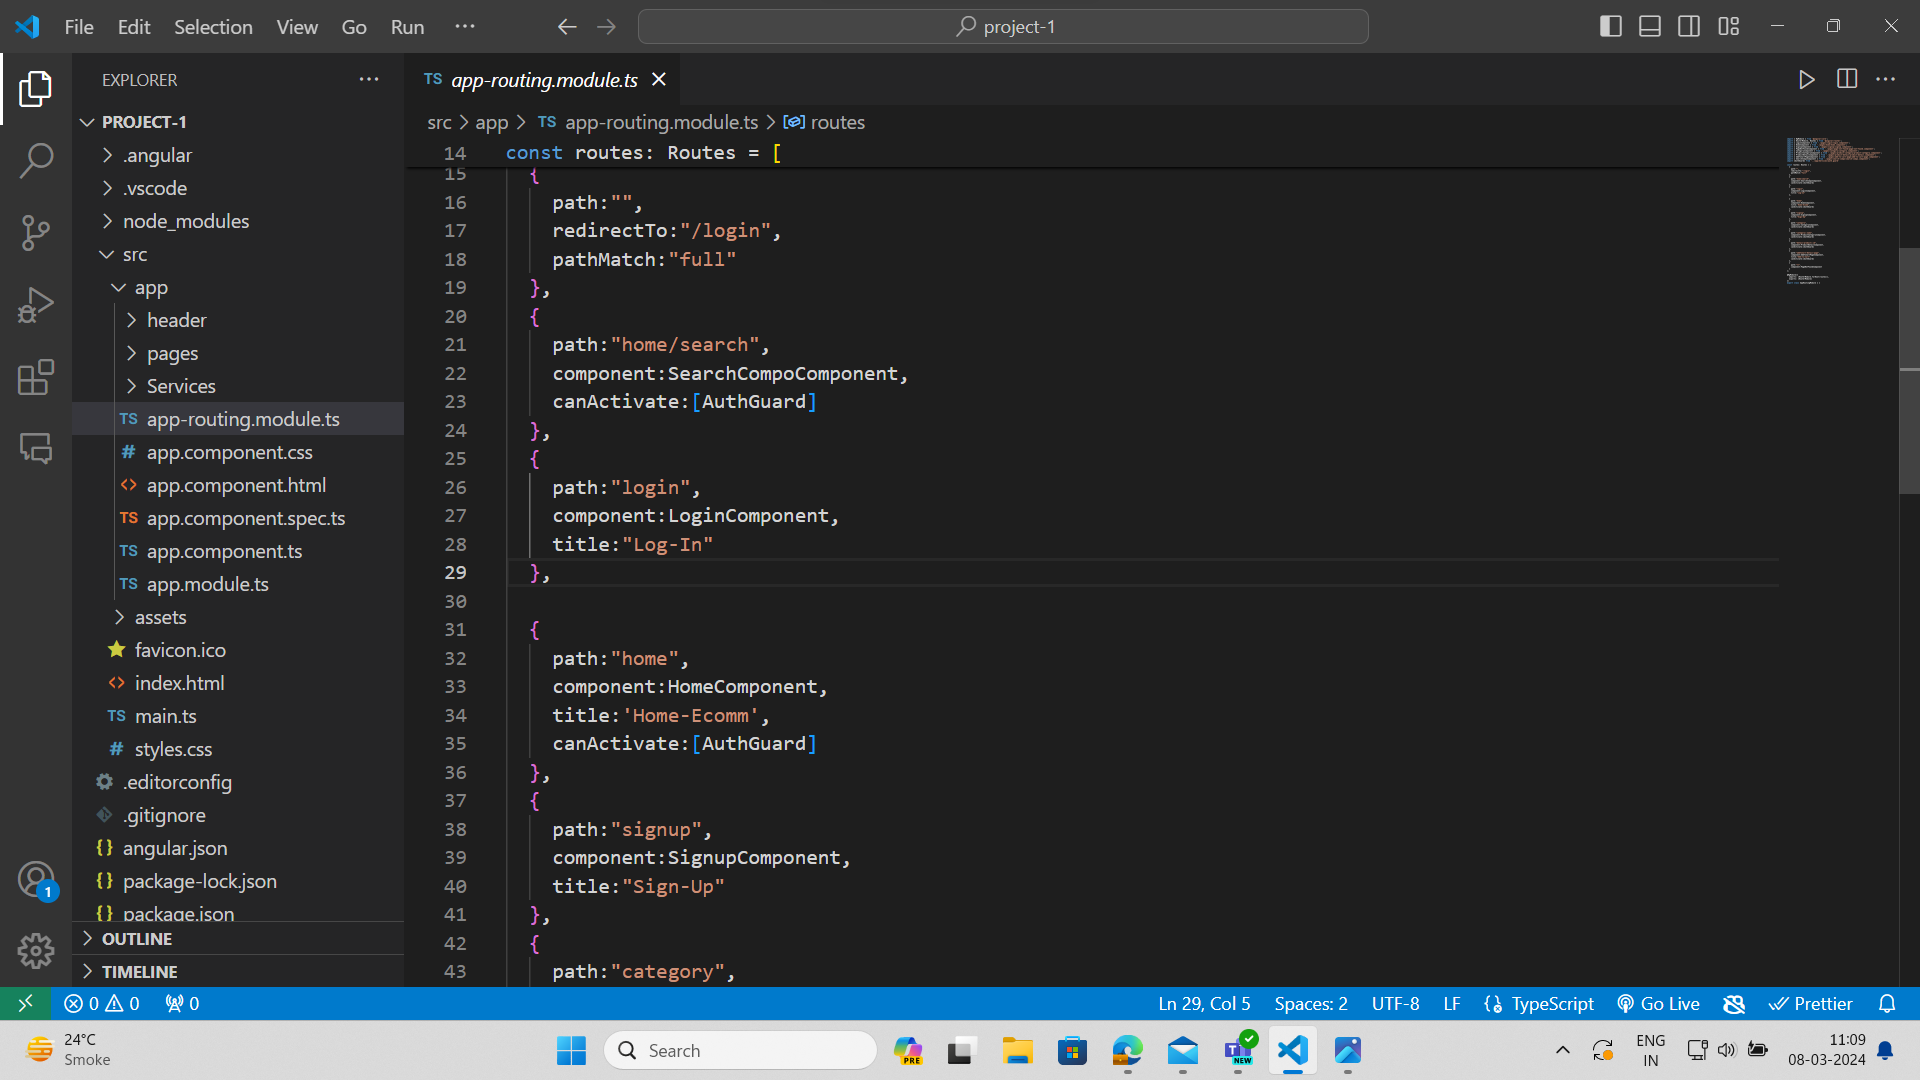 File Edit Selection View Go Run ···
project-1
EXPLORER ···
TS app-routing.module.ts
PROJECT-1
.angular
.vscode
node_modules
src
app
header
pages
Services
TS app-routing.module.ts
# app.component.css
<> app.component.html
TS app.component.spec.ts
TS app.component.ts
TS app.module.ts
assets
favicon.ico
<> index.html
TS main.ts
# styles.css
.editorconfig
.gitignore
{} angular.json
{} package-lock.json
{} package.json
OUTLINE
TIMELINE
src > app > TS app-routing.module.ts > routes
14 const routes: Routes = [
15 {
16 path:"",
17 redirectTo:"/login",
18 pathMatch:"full"
19 },
20 {
21 path:"home/search",
22 component:SearchCompoComponent,
23 canActivate:[AuthGuard]
24 },
25 {
26 path:"login",
27 component:LoginComponent,
28 title:"Log-In"
29 },
30
31 {
32 path:"home",
33 component:HomeComponent,
34 title:'Home-Ecomm',
35 canActivate:[AuthGuard]
36 },
37 {
38 path:"signup",
39 component:SignupComponent,
40 title:"Sign-Up"
41 },
42 {
43 path:"category",
1
0 0 0
Ln 29, Col 5 Spaces: 2 UTF-8 LF {} TypeScript Go Live Prettier
24°C
Smoke
Search
PRE
NEW
ENG
IN
11:09
08-03-2024